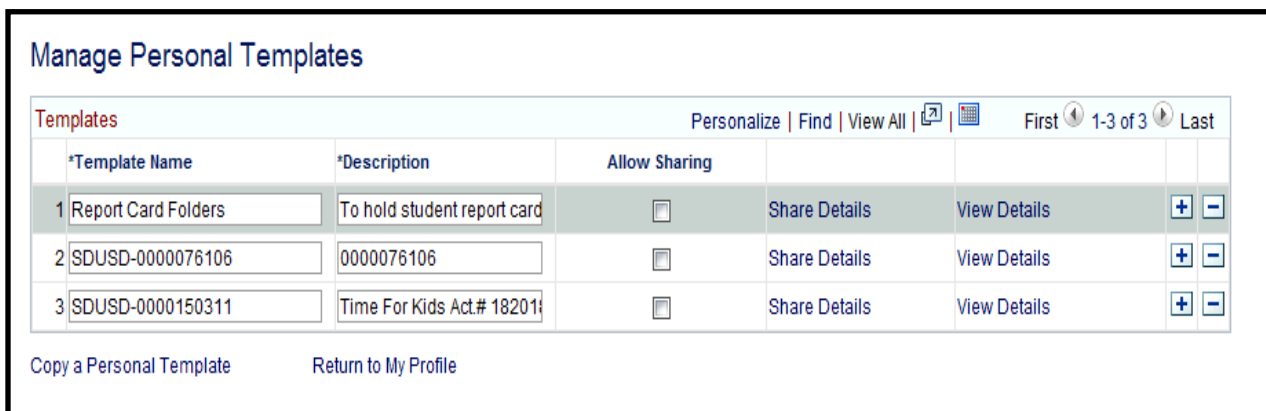 Manage Personal Templates
Templates Personalize | Find | View All | | First 1-3 of 3 Last
*Template Name *Description Allow Sharing
1 Report Card Folders To hold student report card Share Details View Details
2 SDUSD-0000076106 0000076106 Share Details View Details
3 SDUSD-0000150311 Time For Kids Act.# 18201 Share Details View Details
Copy a Personal Template Return to My Profile